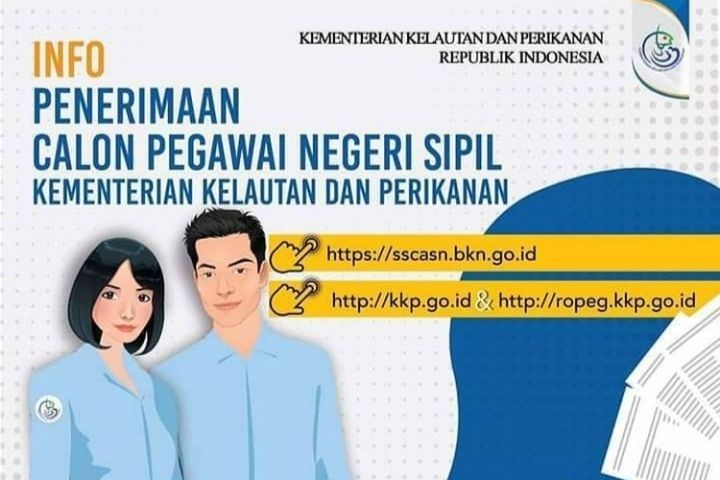 KEMENTERIAN KELAUTAN DAN PERIKANAN
REPUBLIK INDONESIA
INFO
PENERIMAAN
CALON PEGAWAI NEGERI SIPIL
KEMENTERIAN KELAUTAN DAN PERIKANAN
https://sscasn.bkn.go.id
http://kkp.go.id & http://ropeg.kkp.go.id